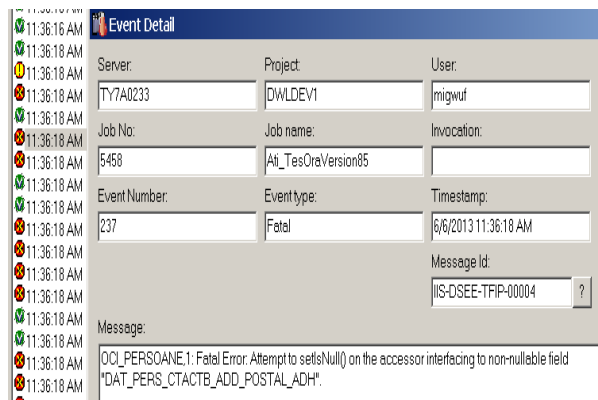 11:36:16 AM
Event Detail
11:36:18 AM
11:36:18 AM
Server:
Project:
User:
11:36:18 AM
TY7A0233
DWLDEV1
migwuf
11:36:18 AM
11:36:18 AM
Job No:
Job name:
Invocation:
11:36:18 AM
5458
Ati_TesOraVersion85
11:36:18 AM
Event Number:
Event type:
Timestamp:
11:36:18 AM
237
Fatal
6/6/2013 11:36:18 AM
11:36:18 AM
11:36:18 AM
Message Id:
11:36:18 AM
IIS-DSEE-TFIP-00004
?
11:36:18 AM
11:36:18 AM
Message:
11:36:18 AM
11:36:18 AM
OCI_PERSOANE,1: Fatal Error: Attempt to setIsNull() on the accessor interfacing to non-nullable field
"DAT_PERS_CTACTB_ADD_POSTAL_ADH".
11:36:18 AM